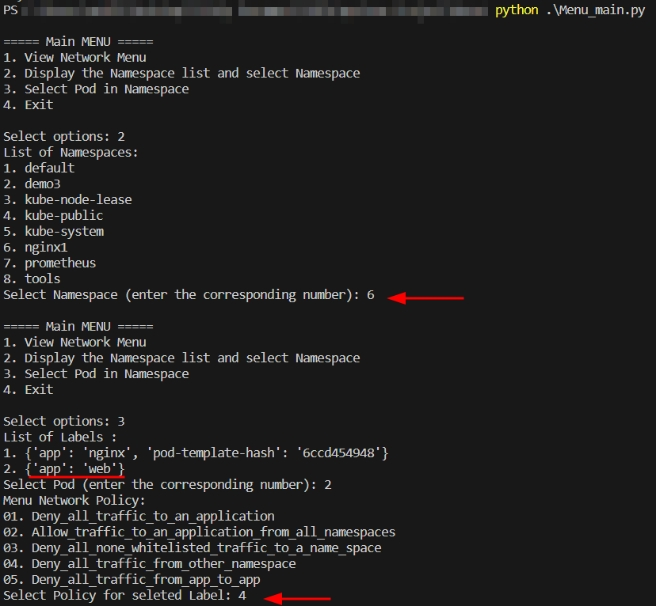 PS python .\Menu_main.py
===== Main MENU =====
1. View Network Menu
2. Display the Namespace list and select Namespace
3. Select Pod in Namespace
4. Exit
Select options: 2
List of Namespaces:
1. default
2. demo3
3. kube-node-lease
4. kube-public
5. kube-system
6. nginx1
7. prometheus
8. tools
Select Namespace (enter the corresponding number): 6
===== Main MENU =====
1. View Network Menu
2. Display the Namespace list and select Namespace
3. Select Pod in Namespace
4. Exit
Select options: 3
List of Labels :
1. {'app': 'nginx', 'pod-template-hash': '6ccd454948'}
2. {'app': 'web'}
Select Pod (enter the corresponding number): 2
Menu Network Policy:
01. Deny_all_traffic_to_an_application
02. Allow_traffic_to_an_application_from_all_namespaces
03. Deny_all_none_whitelisted_traffic_to_a_name_space
04. Deny_all_traffic_from_other_namespace
05. Deny_all_traffic_from_app_to_app
Select Policy for seleted Label: 4